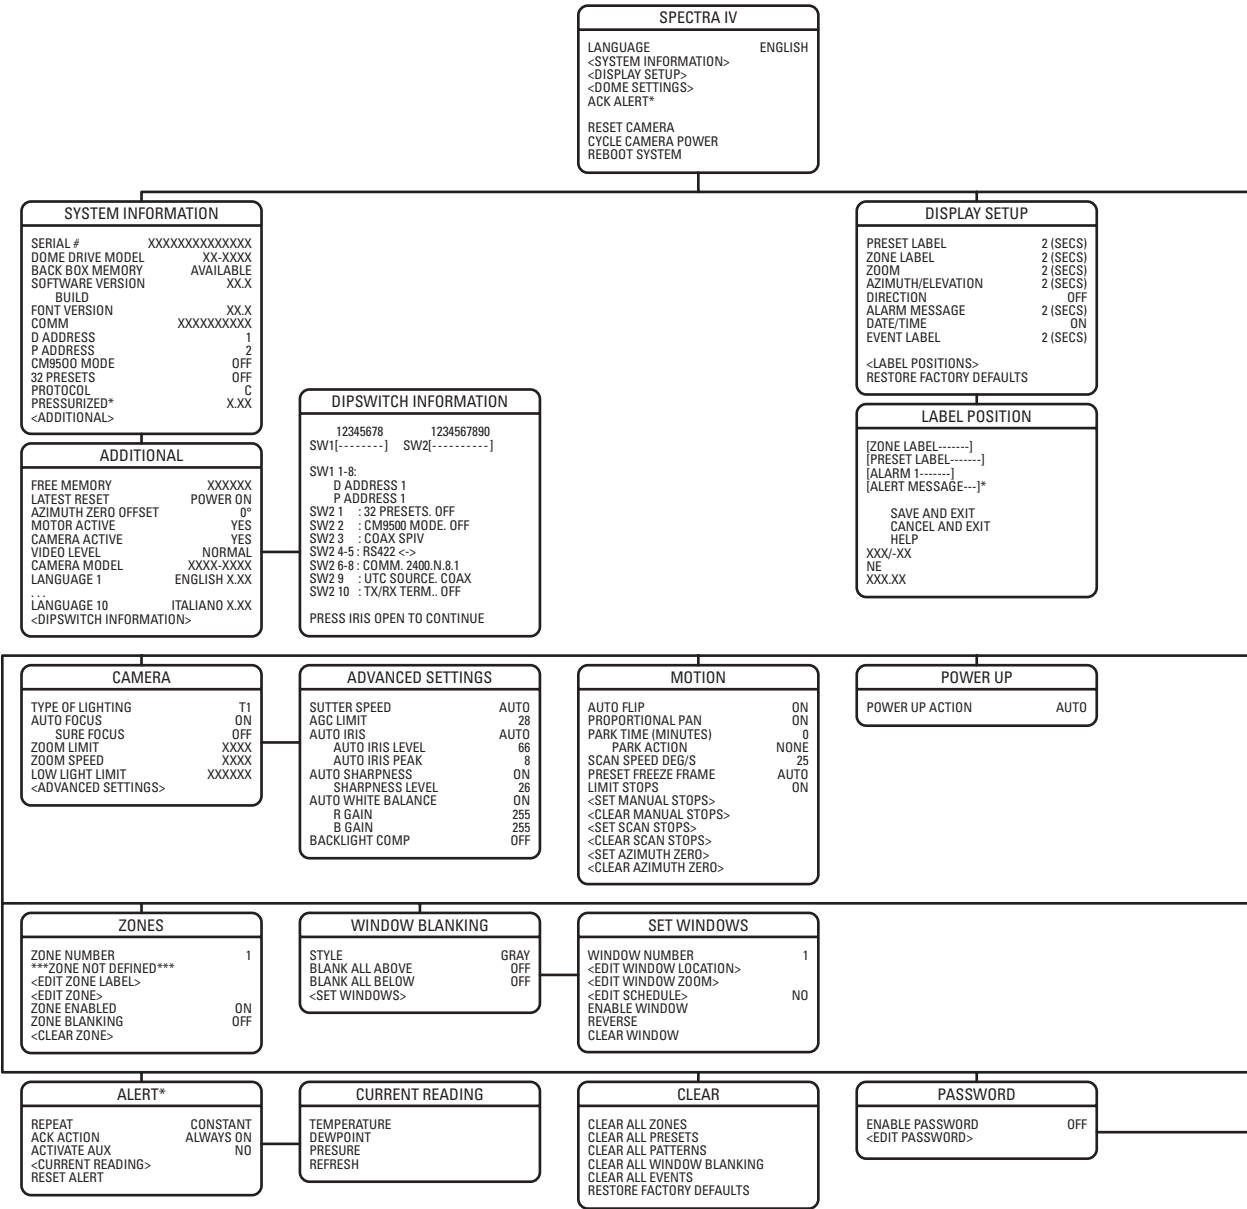 SPECTRA IV
LANGUAGE ENGLISH
<SYSTEM INFORMATION>
<DISPLAY SETUP>
<DOME SETTINGS>
ACK ALERT*
RESET CAMERA
CYCLE CAMERA POWER
REBOOT SYSTEM
SYSTEM INFORMATION
SERIAL # XXXXXXXXXXXXXX
DOME DRIVE MODEL XX-XXXX
BACK BOX MEMORY AVAILABLE
SOFTWARE VERSION XX.X
BUILD
FONT VERSION XX.X
COMM XXXXXXXXXX
D ADDRESS 1
P ADDRESS 2
CM9500 MODE OFF
32 PRESETS OFF
PROTOCOL C
PRESSURIZED* X.XX
<ADDITIONAL>
ADDITIONAL
FREE MEMORY XXXXXX
LATEST RESET POWER ON
AZIMUTH ZERO OFFSET 0°
MOTOR ACTIVE YES
CAMERA ACTIVE YES
VIDEO LEVEL NORMAL
CAMERA MODEL XXXX-XXXX
LANGUAGE 1 ENGLISH X.XX
. . .
LANGUAGE 10 ITALIANO X.XX
<DIPSWITCH INFORMATION>
DIPSWITCH INFORMATION
12345678 1234567890
SW1[--------] SW2[----------]
SW1 1-8:
D ADDRESS 1
P ADDRESS 1
SW2 1 : 32 PRESETS. OFF
SW2 2 : CM9500 MODE. OFF
SW2 3 : COAX SPIV
SW2 4-5 : RS422 <->
SW2 6-8 : COMM. 2400.N.8.1
SW2 9 : UTC SOURCE. COAX
SW2 10 : TX/RX TERM.. OFF
PRESS IRIS OPEN TO CONTINUE
DISPLAY SETUP
PRESET LABEL 2 (SECS)
ZONE LABEL 2 (SECS)
ZOOM 2 (SECS)
AZIMUTH/ELEVATION 2 (SECS)
DIRECTION OFF
ALARM MESSAGE 2 (SECS)
DATE/TIME ON
EVENT LABEL 2 (SECS)
<LABEL POSITIONS>
RESTORE FACTORY DEFAULTS
LABEL POSITION
[ZONE LABEL-------]
[PRESET LABEL-------]
[ALARM 1-------]
[ALERT MESSAGE---]*
SAVE AND EXIT
CANCEL AND EXIT
HELP
XXX/-XX
NE
XXX.XX
CAMERA
TYPE OF LIGHTING T1
AUTO FOCUS ON
SURE FOCUS OFF
ZOOM LIMIT XXXX
ZOOM SPEED XXXX
LOW LIGHT LIMIT XXXXXX
<ADVANCED SETTINGS>
ADVANCED SETTINGS
SUTTER SPEED AUTO
AGC LIMIT 28
AUTO IRIS AUTO
AUTO IRIS LEVEL 66
AUTO IRIS PEAK 8
AUTO SHARPNESS ON
SHARPNESS LEVEL 26
AUTO WHITE BALANCE ON
R GAIN 255
B GAIN 255
BACKLIGHT COMP OFF
MOTION
AUTO FLIP ON
PROPORTIONAL PAN ON
PARK TIME (MINUTES) 0
PARK ACTION NONE
SCAN SPEED DEG/S 25
PRESET FREEZE FRAME AUTO
LIMIT STOPS ON
<SET MANUAL STOPS>
<CLEAR MANUAL STOPS>
<SET SCAN STOPS>
<CLEAR SCAN STOPS>
<SET AZIMUTH ZERO>
<CLEAR AZIMUTH ZERO>
POWER UP
POWER UP ACTION AUTO
ZONES
ZONE NUMBER 1
***ZONE NOT DEFINED***
<EDIT ZONE LABEL>
<EDIT ZONE>
ZONE ENABLED ON
ZONE BLANKING OFF
<CLEAR ZONE>
WINDOW BLANKING
STYLE GRAY
BLANK ALL ABOVE OFF
BLANK ALL BELOW OFF
<SET WINDOWS>
SET WINDOWS
WINDOW NUMBER 1
<EDIT WINDOW LOCATION>
<EDIT WINDOW ZOOM>
<EDIT SCHEDULE> NO
ENABLE WINDOW
REVERSE
CLEAR WINDOW
ALERT*
REPEAT CONSTANT
ACK ACTION ALWAYS ON
ACTIVATE AUX NO
<CURRENT READING>
RESET ALERT
CURRENT READING
TEMPERATURE
DEWPOINT
PRESURE
REFRESH
CLEAR
CLEAR ALL ZONES
CLEAR ALL PRESETS
CLEAR ALL PATTERNS
CLEAR ALL WINDOW BLANKING
CLEAR ALL EVENTS
RESTORE FACTORY DEFAULTS
PASSWORD
ENABLE PASSWORD OFF
<EDIT PASSWORD>